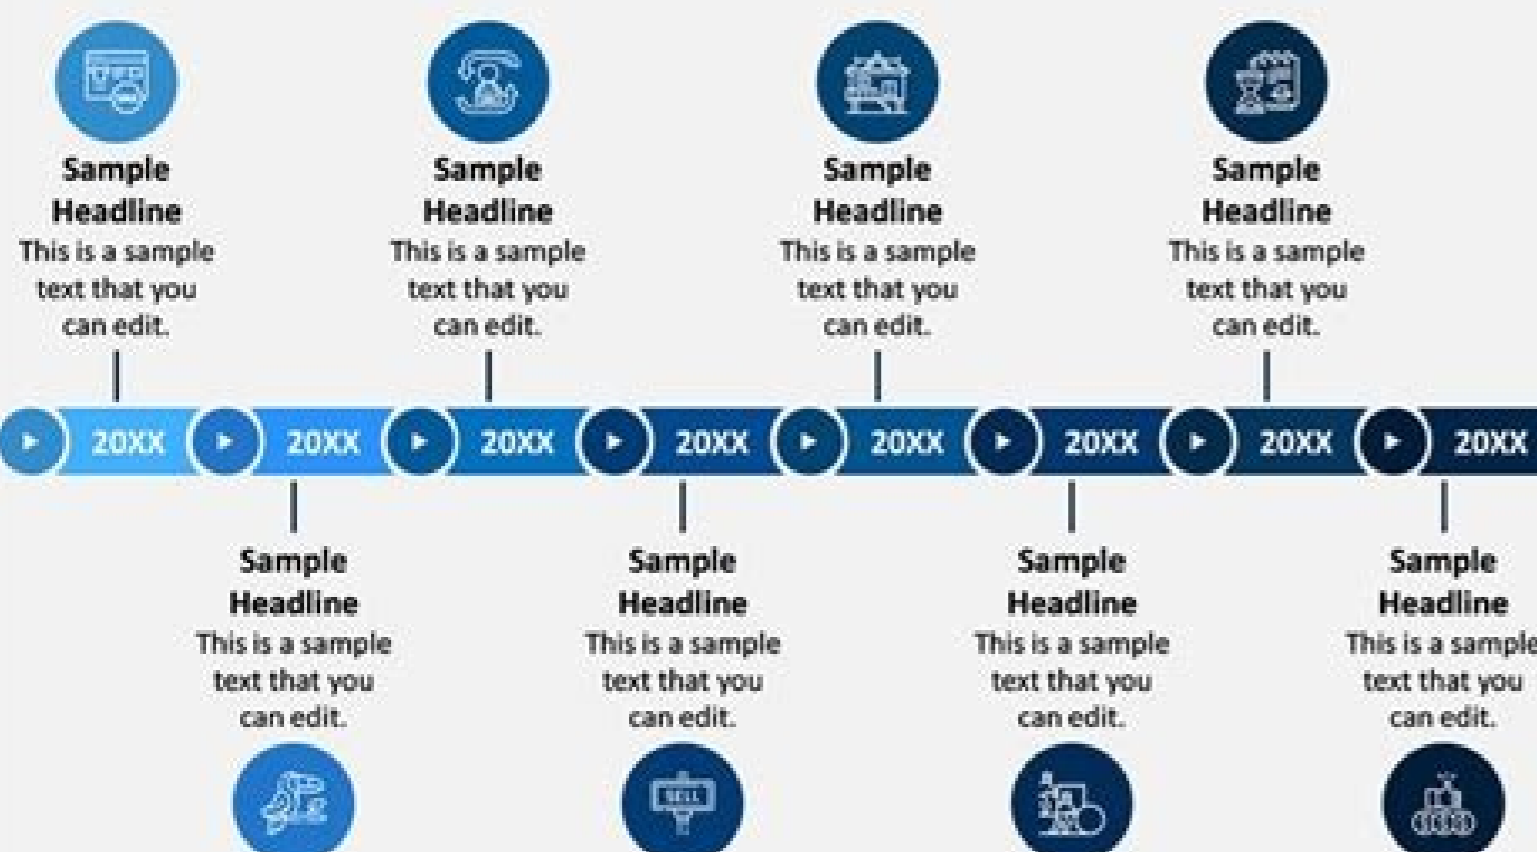 Sample
Headline
This is a sample
text that you
can edit.
Sample
Headline
This is a sample
text that you
can edit.
Sample
Headline
This is a sample
text that you
can edit.
Sample
Headline
This is a sample
text that you
can edit.
20XX 20XX 20XX 20XX 20XX 20XX 20XX 20XX
Sample
Headline
This is a sample
text that you
can edit.
Sample
Headline
This is a sample
text that you
can edit.
SELL
Sample
Headline
This is a sample
text that you
can edit.
Sample
Headline
This is a sample
text that you
can edit.